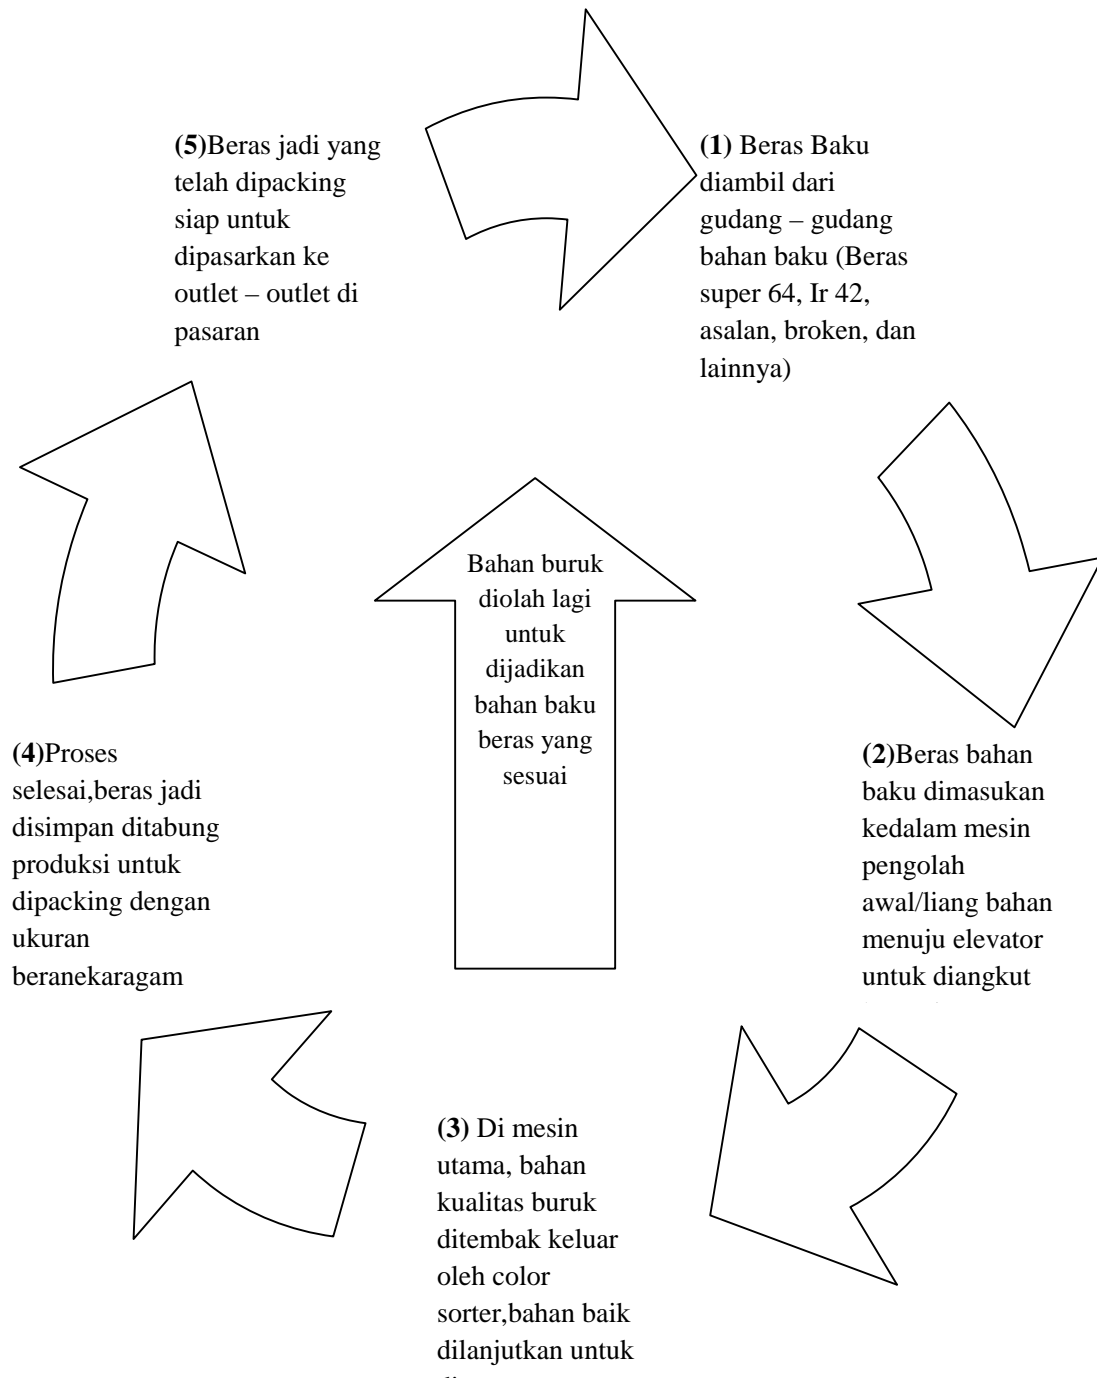 (1) Beras Baku
diambil dari
gudang – gudang
bahan baku (Beras
super 64, Ir 42,
asalan, broken, dan
lainnya)
(2)Beras bahan
baku dimasukan
kedalam mesin
pengolah
awal/liang bahan
menuju elevator
untuk diangkut
(3) Di mesin
utama, bahan
kualitas buruk
ditembak keluar
oleh color
sorter,bahan baik
dilanjutkan untuk
(4)Proses
selesai,beras jadi
disimpan ditabung
produksi untuk
dipacking dengan
ukuran
beranekaragam
(5)Beras jadi yang
telah dipacking
siap untuk
dipasarkan ke
outlet – outlet di
pasaran
Bahan buruk
diolah lagi
untuk
dijadikan
bahan baku
beras yang
sesuai